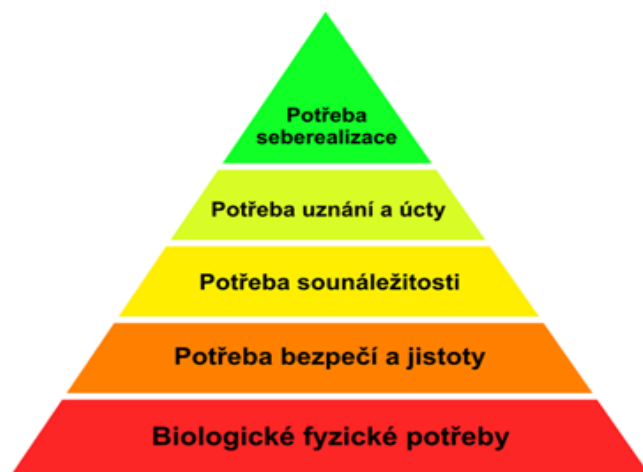 Potřeba
seberealizace
Potřeba uznání a úcty
Potřeba sounáležitosti
Potřeba bezpečí a jistoty
Biologické fyzické potřeby